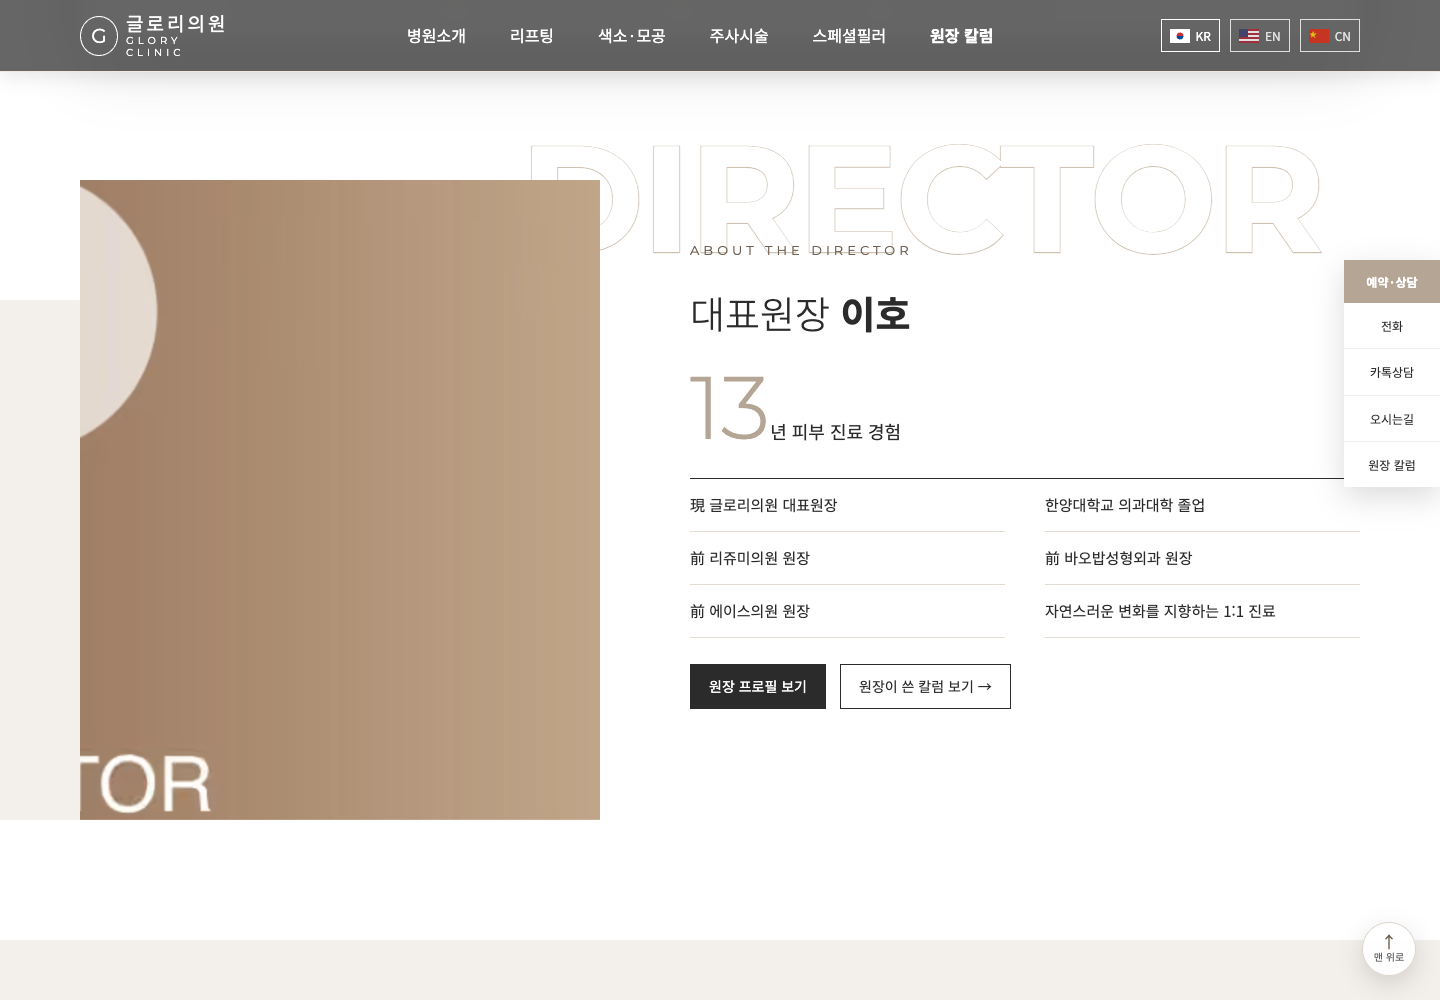 G 글로리의원
GLORY
CLINIC
병원소개 리프팅 색소·모공 주사시술 스페셜필러 원장 칼럼
KR EN CN
DIRECTOR
ABOUT THE DIRECTOR
대표원장 이호
13년 피부 진료 경험
現 글로리의원 대표원장 한양대학교 의과대학 졸업
前 리쥬미의원 원장 前 바오밥성형외과 원장
前 에이스의원 원장 자연스러운 변화를 지향하는 1:1 진료
원장 프로필 보기 원장이 쓴 칼럼 보기 →
TOR
예약·상담
전화
카톡상담
오시는길
원장 칼럼
↑
맨 위로